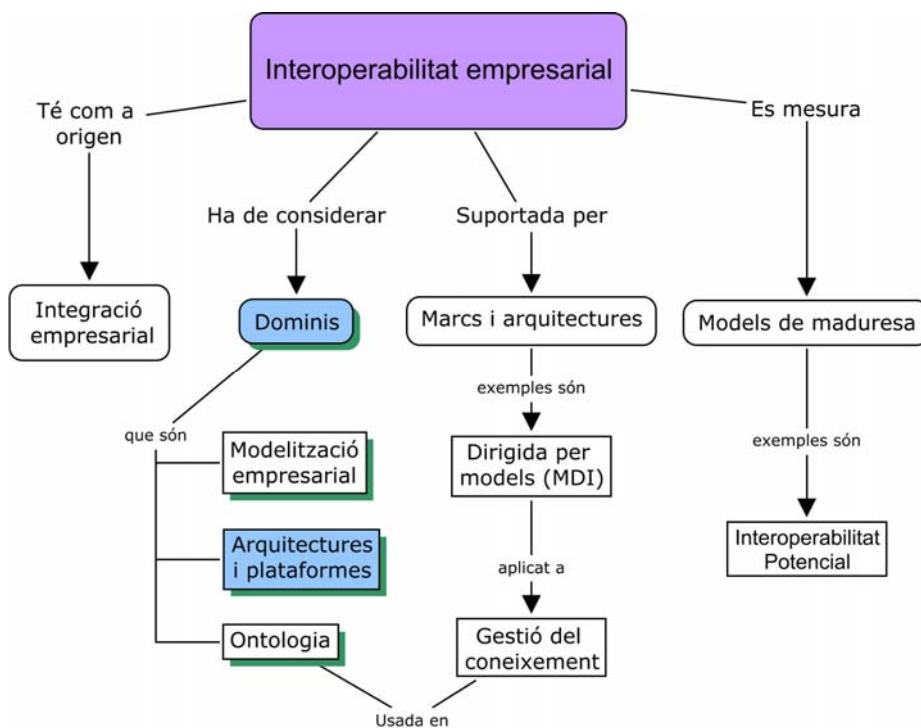 Interoperabilitat empresarial
Té com a
origen
Es mesura
Ha de considerar
Suportada per
Integració
empresarial
Dominis
Marcs i arquitectures
Models de maduresa
exemples són
que són
Modelització
empresarial
Dirigida per
models (MDI)
exemples són
Arquitectures
i plataformes
aplicat a
Interoperabilitat
Potencial
Ontologia
Gestió del
coneixement
Usada en